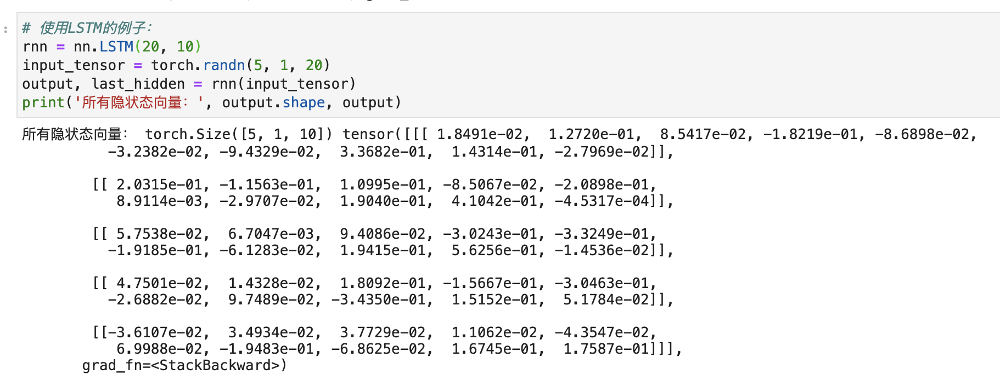 # 使用LSTM的例子:
rnn = nn.LSTM(20, 10)
input_tensor = torch.randn(5, 1, 20)
output, last_hidden = rnn(input_tensor)
print('所有隐状态向量：', output.shape, output)
所有隐状态向量： torch.Size([5, 1, 10]) tensor([[[ 1.8491e-02,  1.2720e-01,  8.5417e-02, -1.8219e-01, -8.6898e-02,
          -3.2382e-02, -9.4329e-02,  3.3682e-01,  1.4314e-01, -2.7969e-02]],
        [[ 2.0315e-01, -1.1563e-01,  1.0995e-01, -8.5067e-02, -2.0898e-01,
           8.9114e-03, -2.9707e-02,  1.9040e-01,  4.1042e-01, -4.5317e-04]],
        [[ 5.7538e-02,  6.7047e-03,  9.4086e-02, -3.0243e-01, -3.3249e-01,
          -1.9185e-01, -6.1283e-02,  1.9415e-01,  5.6256e-01, -1.4536e-02]],
        [[ 4.7501e-02,  1.4328e-02,  1.8092e-01, -1.5667e-01, -3.0463e-01,
          -2.6882e-02,  9.7489e-02, -3.4350e-01,  1.5152e-01,  5.1784e-02]],
        [[-3.6107e-02,  3.4934e-02,  3.7729e-02,  1.1062e-02, -4.3547e-02,
           6.9988e-02, -1.9483e-01, -6.8625e-02,  1.6745e-01,  1.7587e-01]]],
       grad_fn=<StackBackward>)